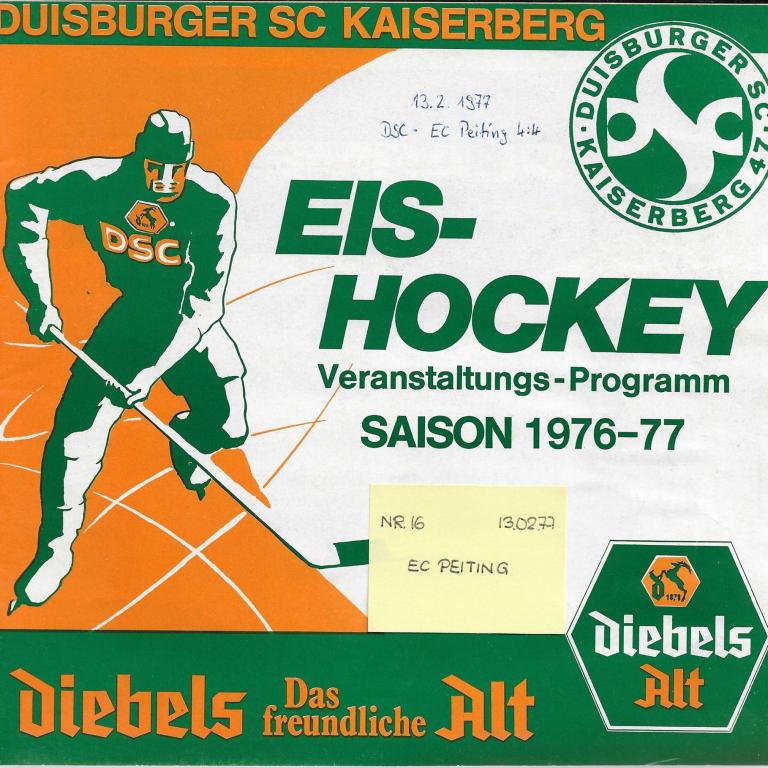 DUISBURGER SC KAISERBERG
DUISBURGER SC
KAISERBERG 47
13.2.1977
DSC - EC Peiting 4:4
DSC
EIS-
HOCKEY
Veranstaltungs-Programm
SAISON 1976-77
NR. 16 13.02.77
EC PEITING
1878
diebels
Alt
diebels Das freundliche Alt